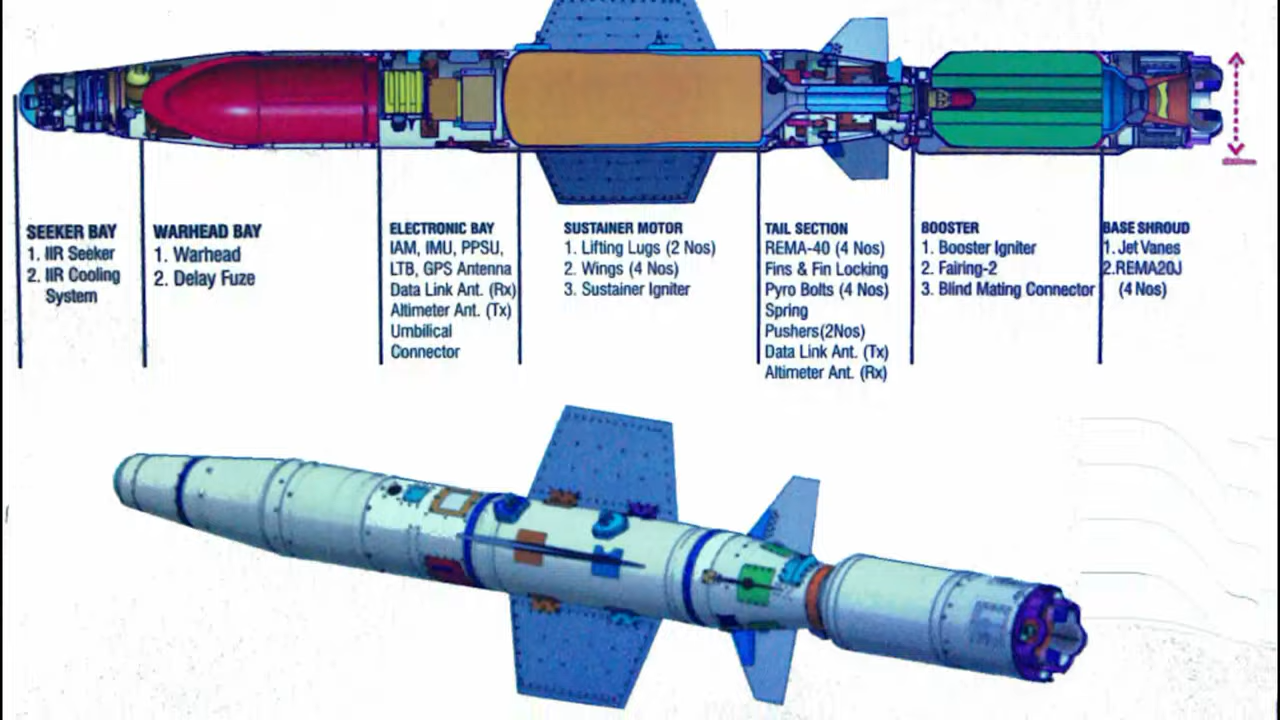 SEEKER BAY
1. IIR Seeker
2. IIR Cooling
System
WARHEAD BAY
1. Warhead
2. Delay Fuze
ELECTRONIC BAY
IAM, IMU, PPSU,
LTB, GPS Antenna
Data Link Ant. (Rx)
Altimeter Ant. (Tx)
Umbilical
Connector
SUSTAINER MOTOR
1. Lifting Lugs (2 Nos)
2. Wings (4 Nos)
3. Sustainer Igniter
TAIL SECTION
REMA-40 (4 Nos)
Fins & Fin Locking
Pyro Bolts (4 Nos)
Spring
Pushers(2Nos)
Data Link Ant. (Tx)
Altimeter Ant. (Rx)
BOOSTER
1. Booster Igniter
2. Fairing-2
3. Blind Mating Connector
BASE SHROUD
1. Jet Vanes
2.REMA20J
(4 Nos)